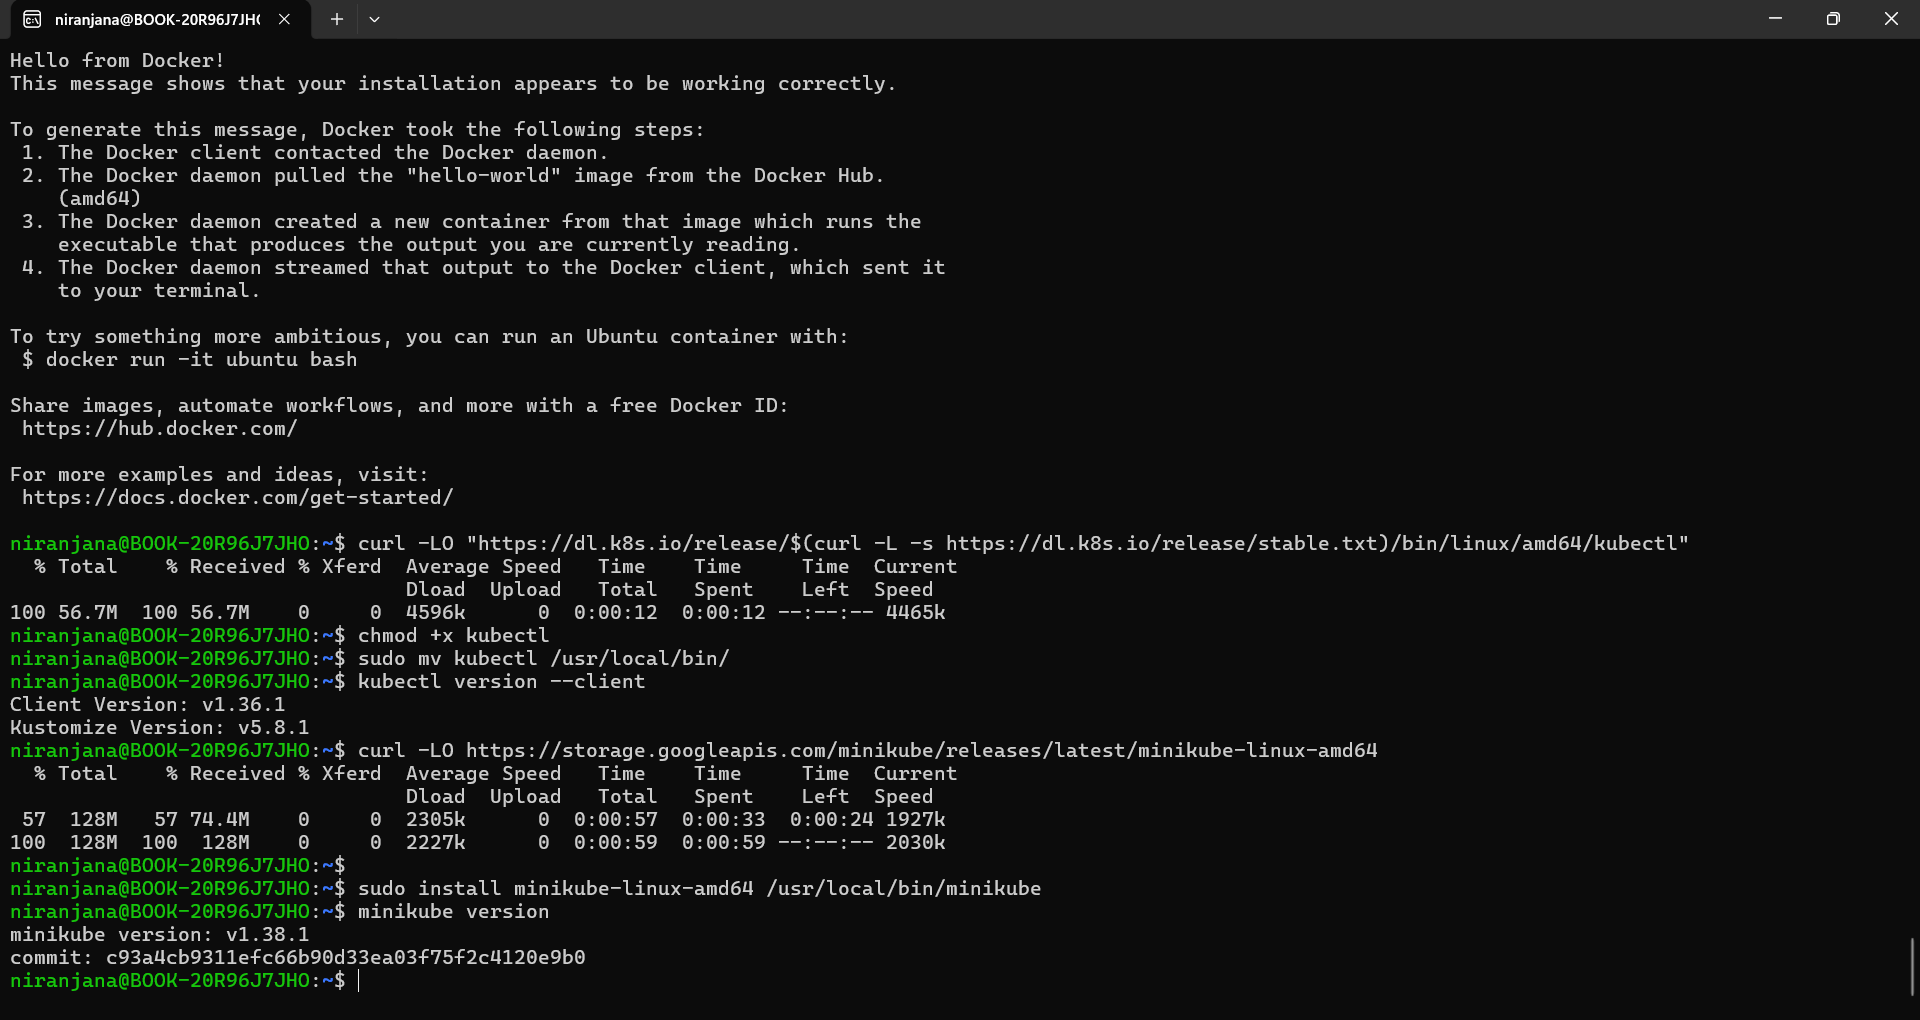 niranjana@BOOK-20R96J7JH
Hello from Docker!
This message shows that your installation appears to be working correctly.
To generate this message, Docker took the following steps:
 1. The Docker client contacted the Docker daemon.
 2. The Docker daemon pulled the "hello-world" image from the Docker Hub.
    (amd64)
 3. The Docker daemon created a new container from that image which runs the
    executable that produces the output you are currently reading.
 4. The Docker daemon streamed that output to the Docker client, which sent it
    to your terminal.
To try something more ambitious, you can run an Ubuntu container with:
 $ docker run -it ubuntu bash
Share images, automate workflows, and more with a free Docker ID:
 https://hub.docker.com/
For more examples and ideas, visit:
 https://docs.docker.com/get-started/
niranjana@BOOK-20R96J7JHO:~$ curl -LO "https://dl.k8s.io/release/$(curl -L -s https://dl.k8s.io/release/stable.txt)/bin/linux/amd64/kubectl"
  % Total    % Received % Xferd  Average Speed   Time    Time     Time  Current
                                 Dload  Upload   Total   Spent    Left  Speed
100 56.7M  100 56.7M    0     0  4596k      0  0:00:12  0:00:12 --:--:-- 4465k
niranjana@BOOK-20R96J7JHO:~$ chmod +x kubectl
niranjana@BOOK-20R96J7JHO:~$ sudo mv kubectl /usr/local/bin/
niranjana@BOOK-20R96J7JHO:~$ kubectl version --client
Client Version: v1.36.1
Kustomize Version: v5.8.1
niranjana@BOOK-20R96J7JHO:~$ curl -LO https://storage.googleapis.com/minikube/releases/latest/minikube-linux-amd64
  % Total    % Received % Xferd  Average Speed   Time    Time     Time  Current
                                 Dload  Upload   Total   Spent    Left  Speed
 57  128M   57 74.4M    0     0  2305k      0  0:00:57  0:00:33  0:00:24 1927k
100  128M  100  128M    0     0  2227k      0  0:00:59  0:00:59 --:--:-- 2030k
niranjana@BOOK-20R96J7JHO:~$
niranjana@BOOK-20R96J7JHO:~$ sudo install minikube-linux-amd64 /usr/local/bin/minikube
niranjana@BOOK-20R96J7JHO:~$ minikube version
minikube version: v1.38.1
commit: c93a4cb9311efc66b90d33ea03f75f2c4120e9b0
niranjana@BOOK-20R96J7JHO:~$